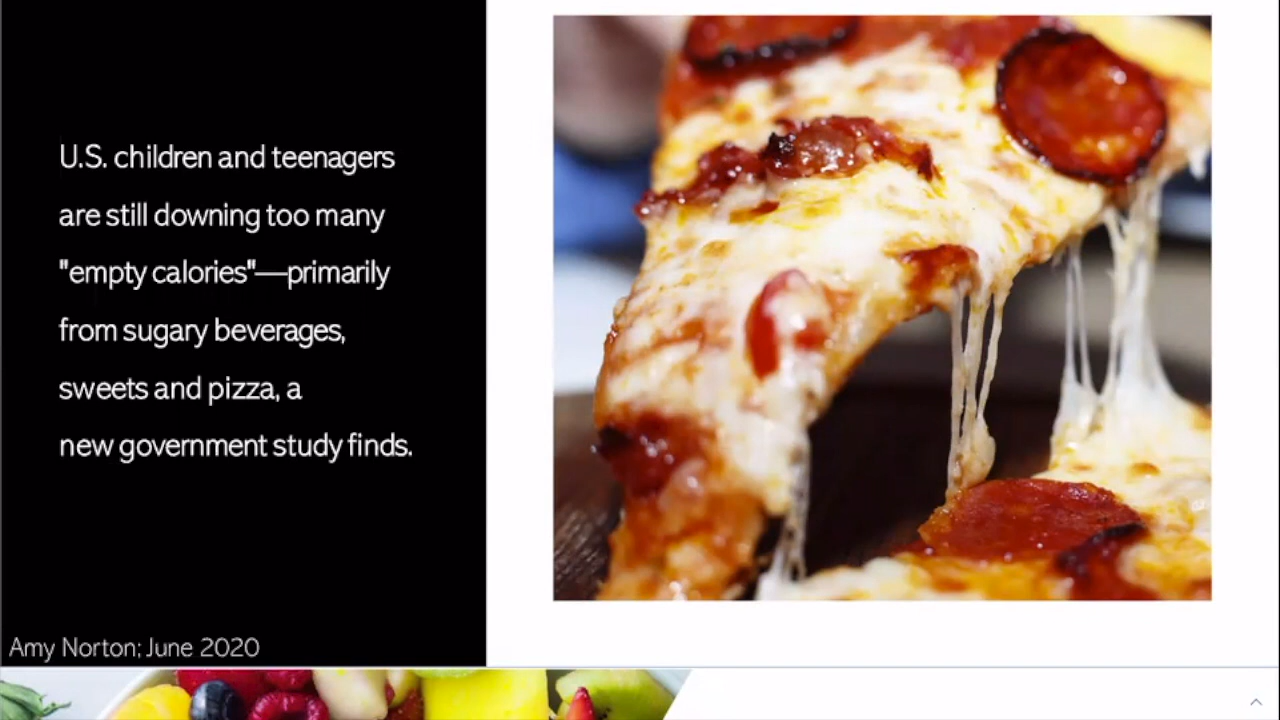 U.S. children and teenagers
are still downing too many
"empty calories"—primarily
from sugary beverages,
sweets and pizza, a
new government study finds.
Amy Norton; June 2020